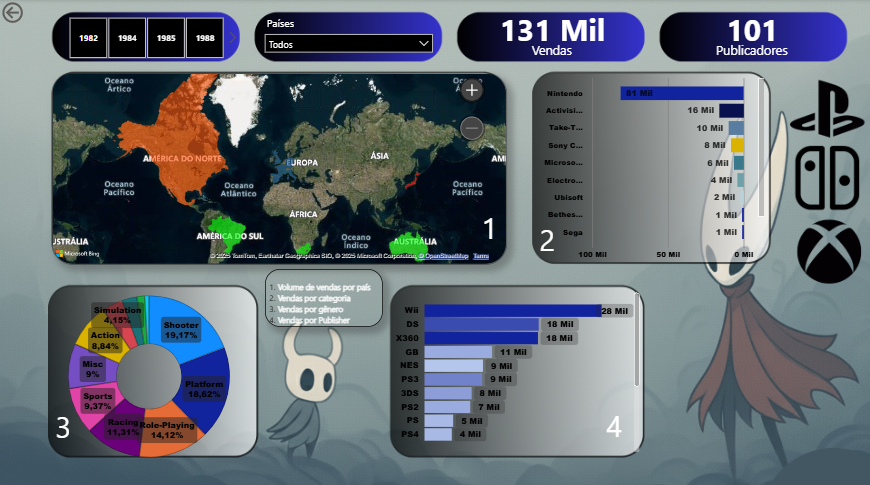 1982
1984
1985
1988
Países
Todos
131 Mil
Vendas
101
Publicadores
Oceano
Ártico
Oceano
Ártico
AMÉRICA DO NORTE
EUROPA
ÁSIA
AM
Oceano
Pacífico
Oceano
Atlântico
Oceano
Pacífico
ÁFRICA
AMÉRICA DO SUL
Oceano
Índico
USTRÁLIA
AUSTRÁLIA
Microsoft Bing
© 2025 TomTom, Earthstar Geographics SIO, © 2025 Microsoft Corporation, © OpenStreetMap Terms
1
Nintendo 81 Mil
Activisi... 16 Mil
Take-T... 10 Mil
Sony C... 8 Mil
Microso... 6 Mil
Electro... 4 Mil
Ubisoft 2 Mil
Bethes... 1 Mil
Sega 1 Mil
100 Mil 50 Mil 0 Mil
2
1. Volume de vendas por país
2. Vendas por categoria
3. Vendas por gênero
4. Vendas por Publisher
Simulation
4,15%
Shooter
19,17%
Action
8,84%
Misc
9%
Platform
18,62%
Sports
9,37%
Racing
11,31%
Role-Playing
14,12%
3
Wii 28 Mil
DS 18 Mil
X360 18 Mil
GB 11 Mil
NES 9 Mil
PS3 9 Mil
3DS 8 Mil
PS2 7 Mil
PS 5 Mil
PS4 4 Mil
4